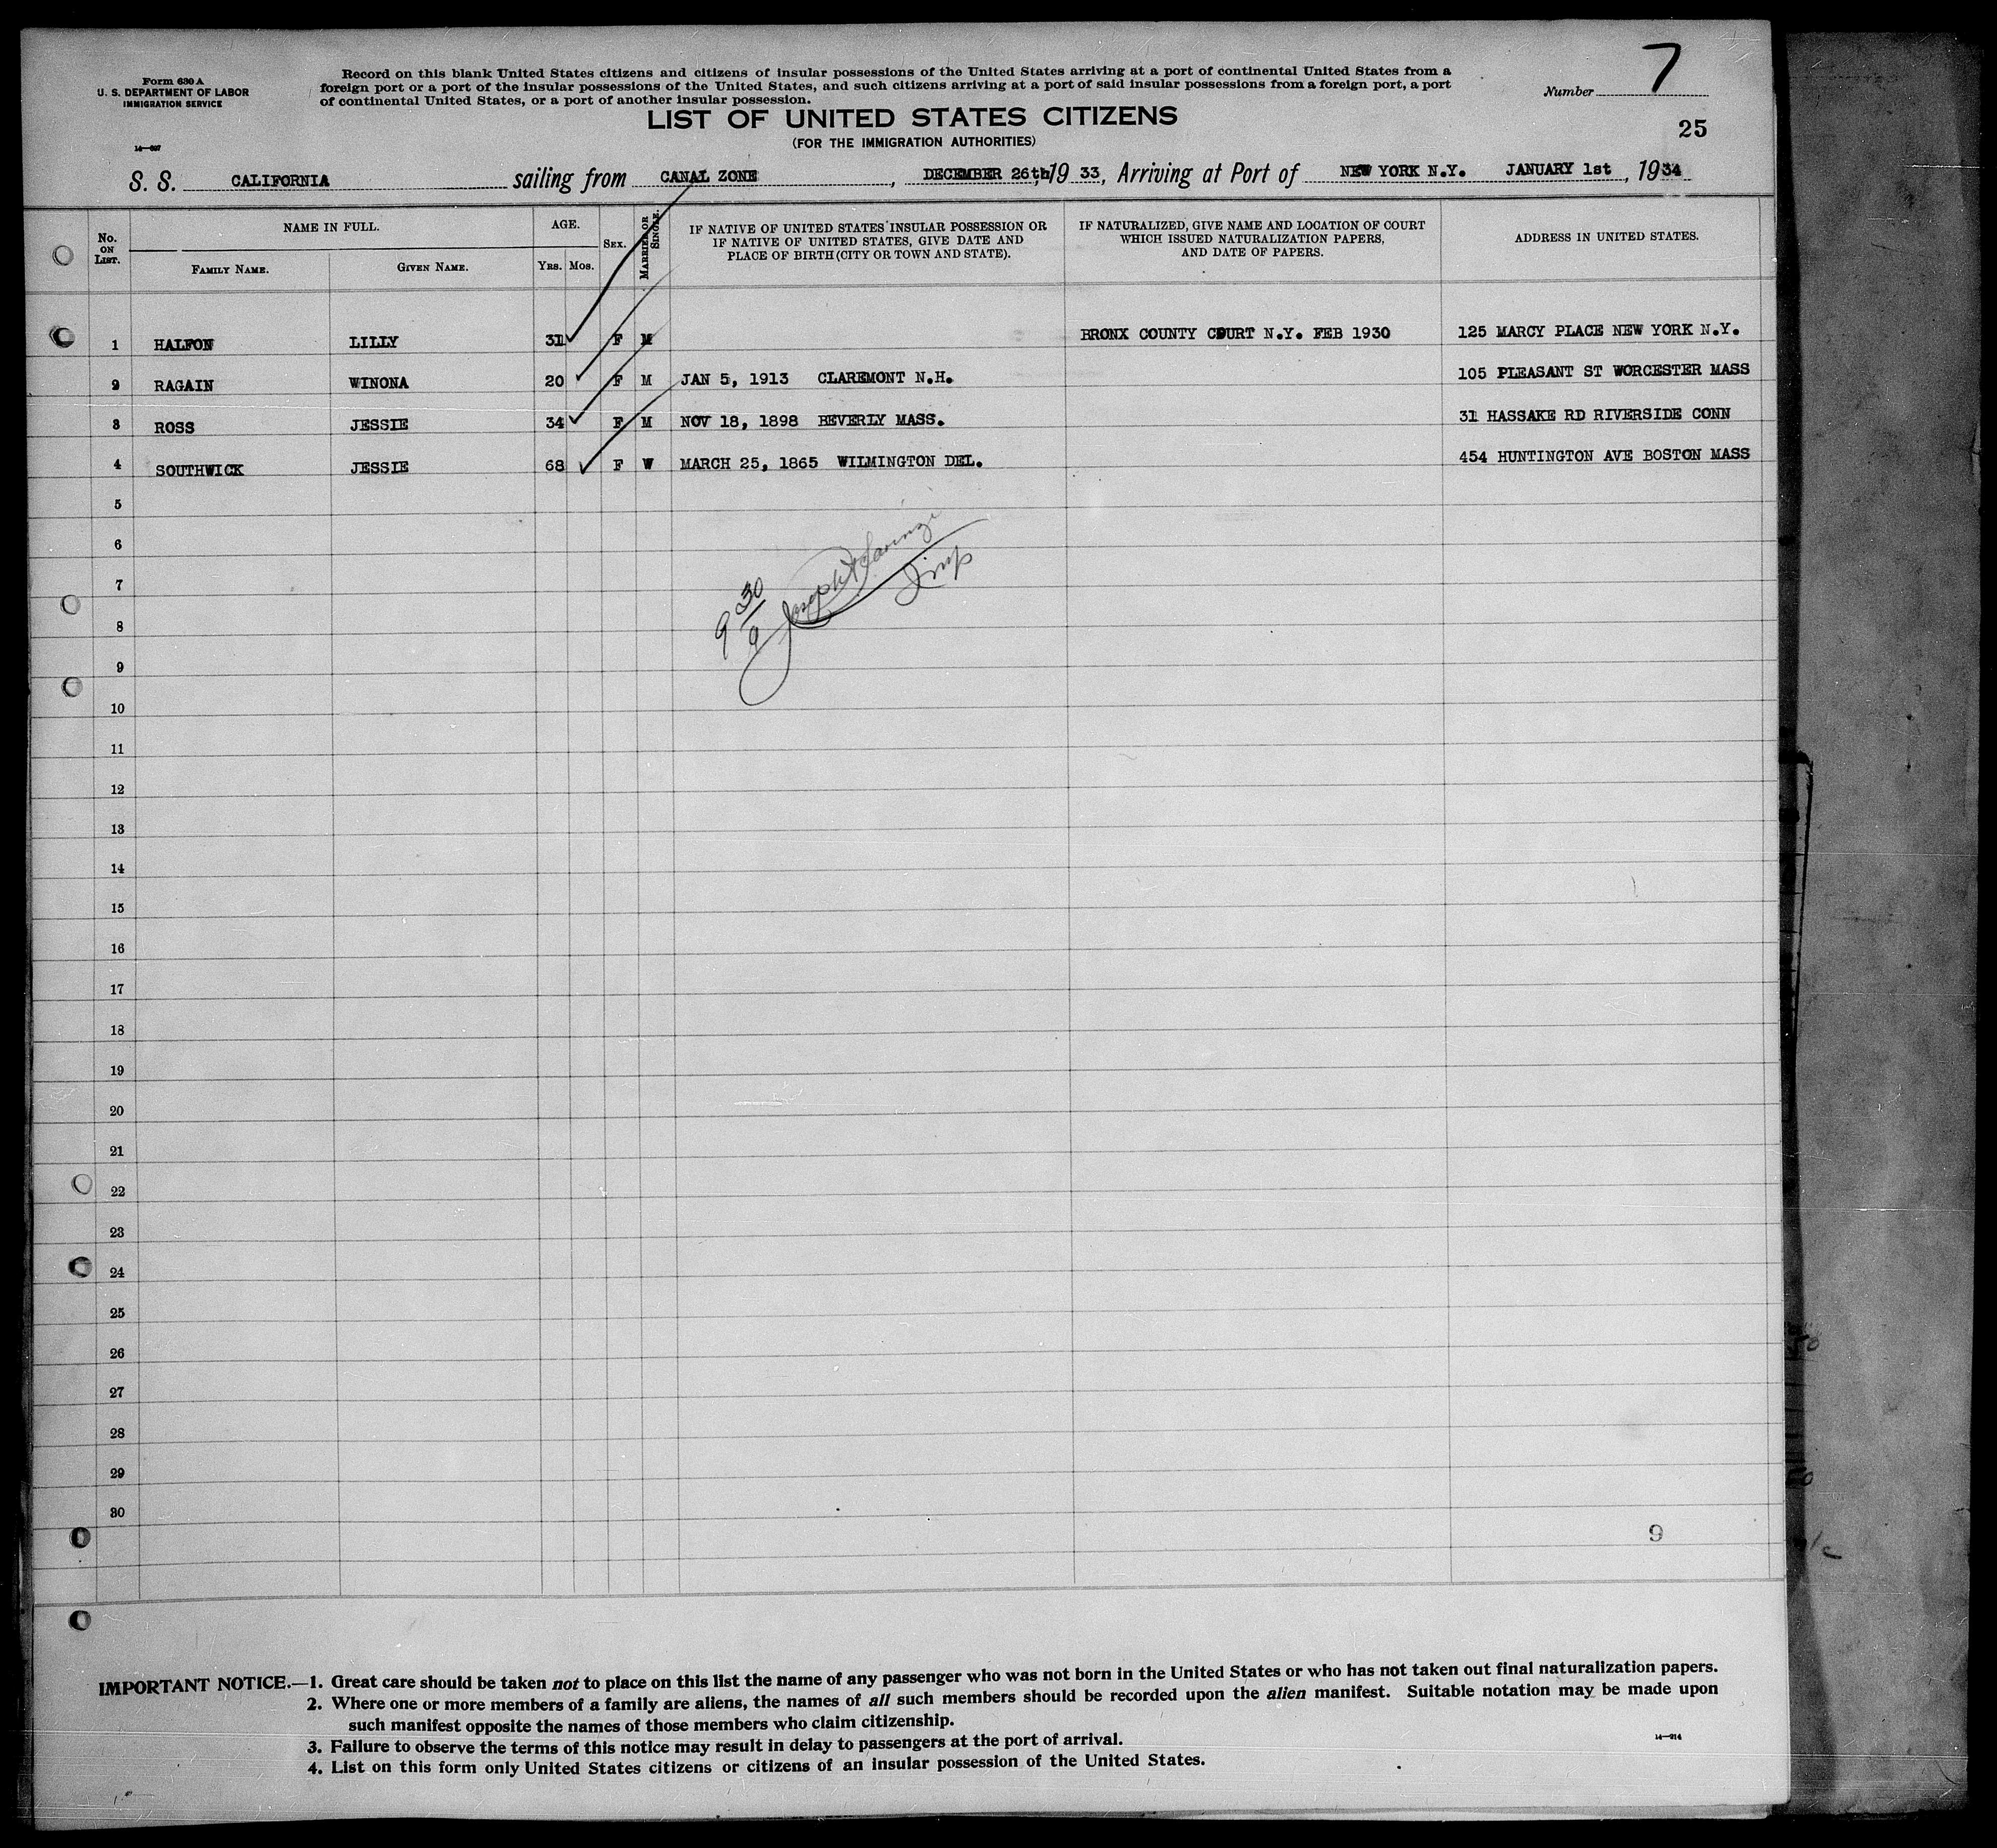 Form 630 A
U. S. DEPARTMENT OF LABOR
IMMIGRATION SERVICE
Record on this blank United States citizens and citizens of insular possessions of the United States arriving at a port of continental United States from a
foreign port or a port of the insular possessions of the United States, and such citizens arriving at a port of said insular possessions from a foreign port, a port
of continental United States, or a port of another insular possession.
Number 7
LIST OF UNITED STATES CITIZENS
25
(FOR THE IMMIGRATION AUTHORITIES)
S. S. CALIFORNIA sailing from CANAL ZONE, DECEMBER 26th, 19 33, Arriving at Port of NEW YORK N.Y. JANUARY 1st, 1934
No. ON LIST. NAME IN FULL. FAMILY NAME. GIVEN NAME. AGE. YRS. MOS. SEX. MARRIED OR SINGLE. IF NATIVE OF UNITED STATES INSULAR POSSESSION OR IF NATIVE OF UNITED STATES, GIVE DATE AND PLACE OF BIRTH (CITY OR TOWN AND STATE). IF NATURALIZED, GIVE NAME AND LOCATION OF COURT WHICH ISSUED NATURALIZATION PAPERS, AND DATE OF PAPERS. ADDRESS IN UNITED STATES.
1 HALFON LILLY 31 F M BRONX COUNTY COURT N.Y. FEB 1930 125 MARCY PLACE NEW YORK N.Y.
2 RAGAIN WINONA 20 F M JAN 5, 1913 CLAREMONT N.H. 105 PLEASANT ST WORCESTER MASS
3 ROSS JESSIE 34 F M NOV 18, 1898 BEVERLY MASS. 31 HASSAKE RD RIVERSIDE CONN
4 SOUTHWICK JESSIE 68 F W MARCH 25, 1865 WILMINGTON DEL. 454 HUNTINGTON AVE BOSTON MASS
5
6
7
8
9
10
11
12
13
14
15
16
17
18
19
20
21
22
23
24
25
26
27
28
29
30
9
IMPORTANT NOTICE.—1. Great care should be taken not to place on this list the name of any passenger who was not born in the United States or who has not taken out final naturalization papers.
2. Where one or more members of a family are aliens, the names of all such members should be recorded upon the alien manifest. Suitable notation may be made upon
such manifest opposite the names of those members who claim citizenship.
3. Failure to observe the terms of this notice may result in delay to passengers at the port of arrival.
4. List on this form only United States citizens or citizens of an insular possession of the United States.
14—914